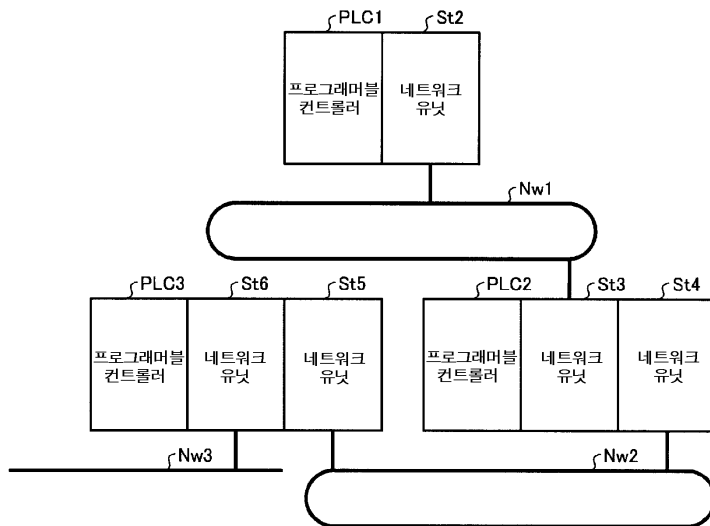 PLC1 St2
프로그래머블 네트워크
컨트롤러 유닛
Nw1
PLC3 St6 St5 PLC2 St3 St4
프로그래머블 네트워크 네트워크 프로그래머블 네트워크 네트워크
컨트롤러 유닛 유닛 컨트롤러 유닛 유닛
Nw3 Nw2